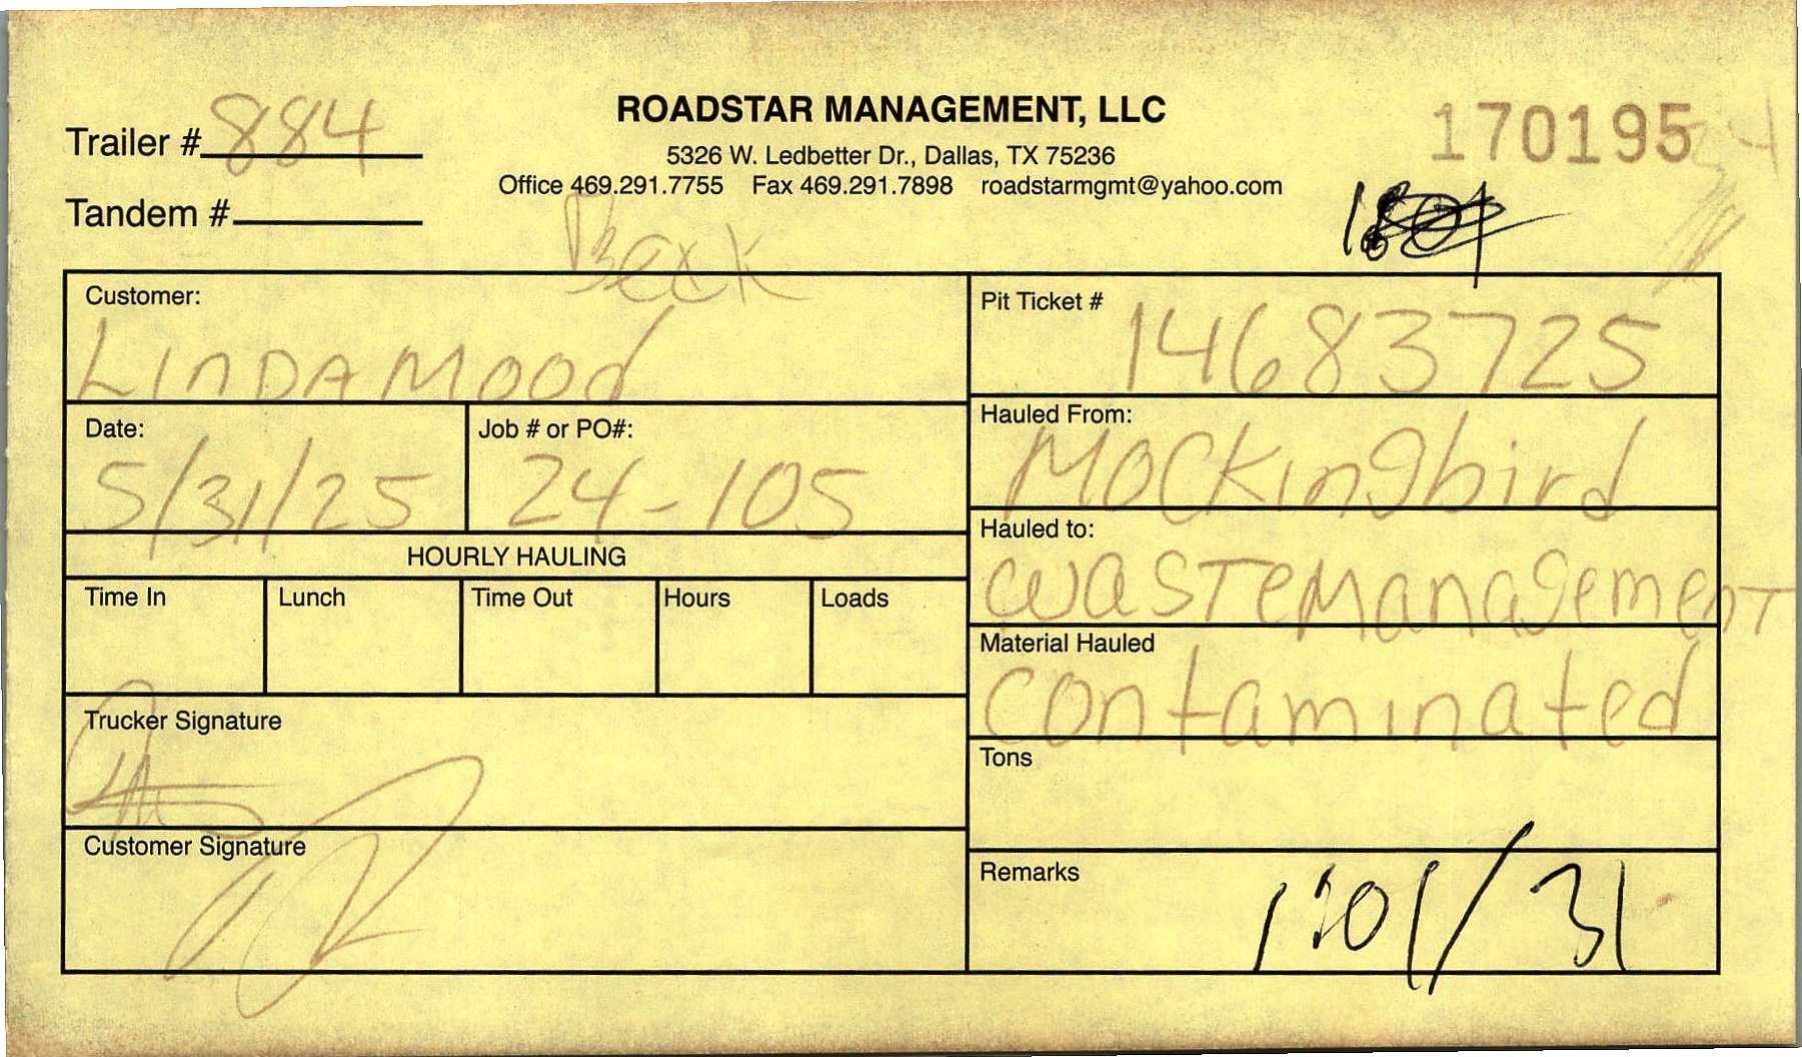 Trailer # 884
ROADSTAR MANAGEMENT, LLC
170195
5326 W. Ledbetter Dr., Dallas, TX 75236
Office 469.291.7755 Fax 469.291.7898 roadstarmgmt@yahoo.com
Tandem #
Beck
Customer:
LINDAMOOd
Pit Ticket #
14683725
Date:
5/31/25
Job # or PO#:
24-105
Hauled From:
Mockingbird
HOURLY HAULING
Hauled to:
WasteManagement
Time In
Lunch
Time Out
Hours
Loads
Material Hauled
Contaminated
Trucker Signature
Tons
Customer Signature
Remarks
1:01/31